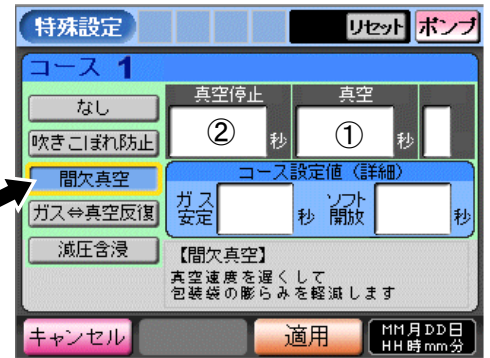 特殊設定
リセット
ポンプ
コース 1
真空停止
真空
なし
② 秒
① 秒
吹きこぼれ防止
間欠真空
コース設定値（詳細）
ガス⇔真空反復
ガス安定
秒
ソフト開放
秒
減圧含浸
【間欠真空】
真空速度を遅くして
包装袋の膨らみを軽減します
キャンセル
適用
MM月DD日
HH時mm分